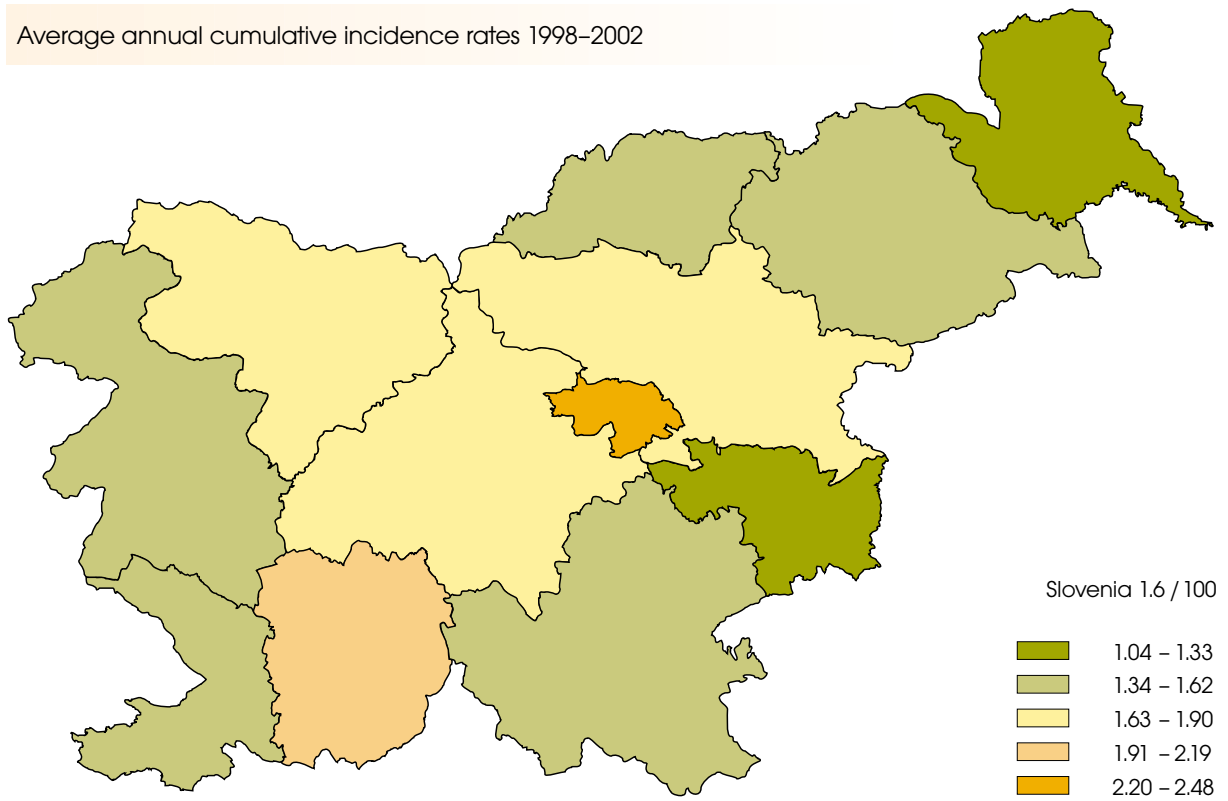 Average annual cumulative incidence rates 1998–2002
Slovenia 1.6 / 100
1.04 – 1.33
1.34 – 1.62
1.63 – 1.90
1.91 – 2.19
2.20 – 2.48